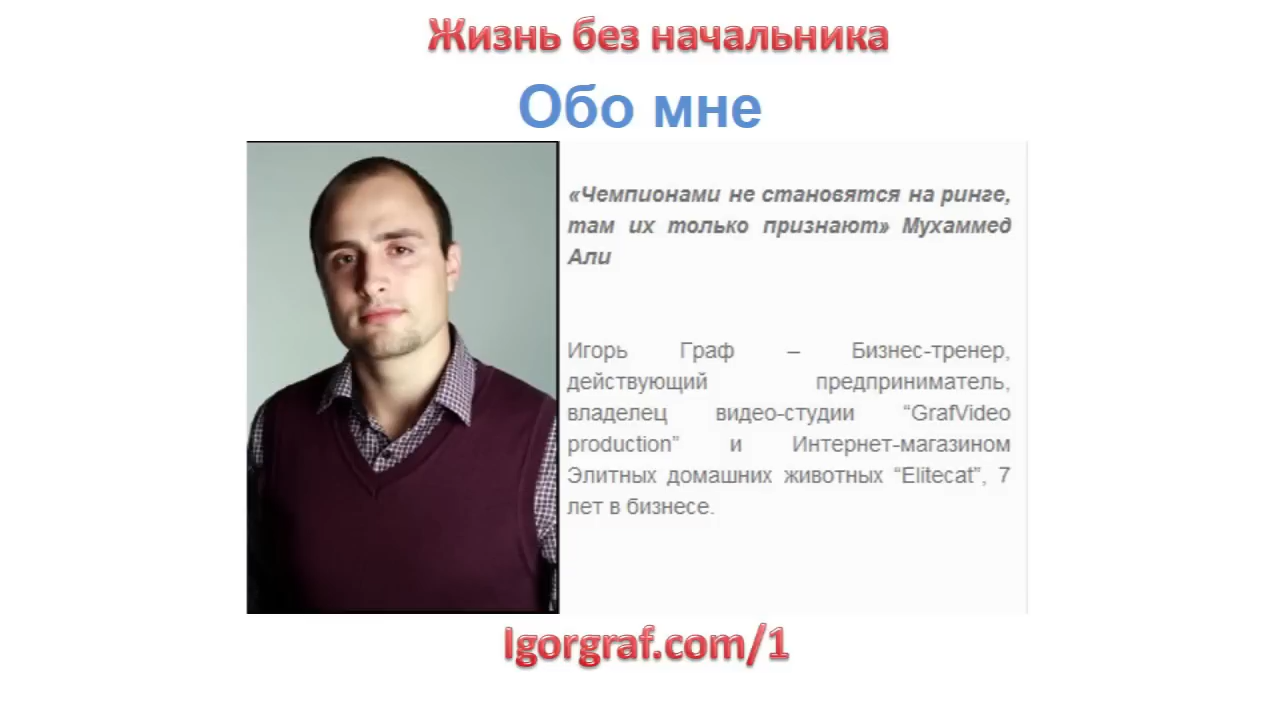 Жизнь без начальника
Обо мне
«Чемпионами не становятся на ринге,
там их только признают» Мухаммед
Али
Игорь Граф – Бизнес-тренер,
действующий предприниматель,
владелец видео-студии “GrafVideo
production” и Интернет-магазином
Элитных домашних животных “Elitecat”, 7
лет в бизнесе.
Igorgraf.com/1